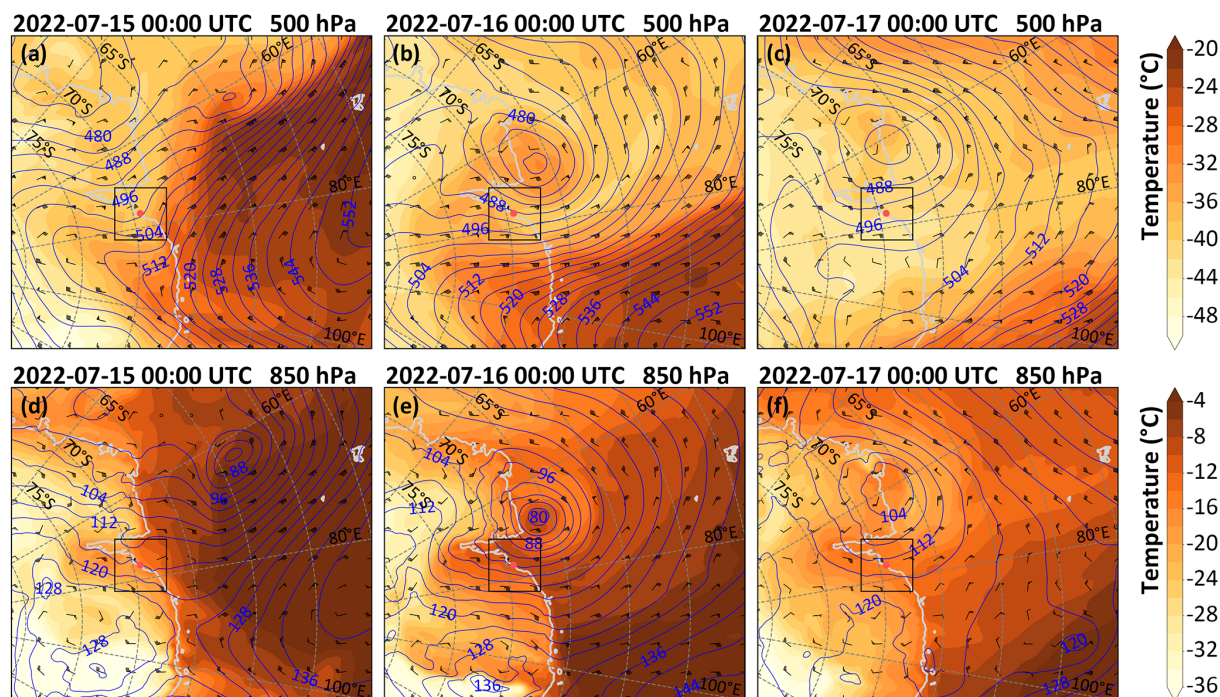 2022-07-15 00:00 UTC 500 hPa
2022-07-16 00:00 UTC 500 hPa
2022-07-17 00:00 UTC 500 hPa
(a)
65°S
60°E
70°S
75°S
480
488
496
504
512
520
528
536
544
552
80°E
100°E
(b)
65°S
60°E
70°S
75°S
480
488
496
504
512
520
528
536
544
552
80°E
100°E
(c)
65°S
60°E
70°S
75°S
488
496
504
512
520
528
80°E
100°E
Temperature (°C)
-20
-24
-28
-32
-36
-40
-44
-48
2022-07-15 00:00 UTC 850 hPa
2022-07-16 00:00 UTC 850 hPa
2022-07-17 00:00 UTC 850 hPa
(d)
65°S
60°E
70°S
75°S
88
96
104
112
120
128
128
128
136
80°E
100°E
(e)
65°S
60°E
70°S
75°S
104
96
112
80
88
120
128
136
136
144
80°E
100°E
(f)
65°S
60°E
70°S
75°S
104
112
120
120
128
80°E
100°E
Temperature (°C)
-4
-8
-12
-16
-20
-24
-28
-32
-36